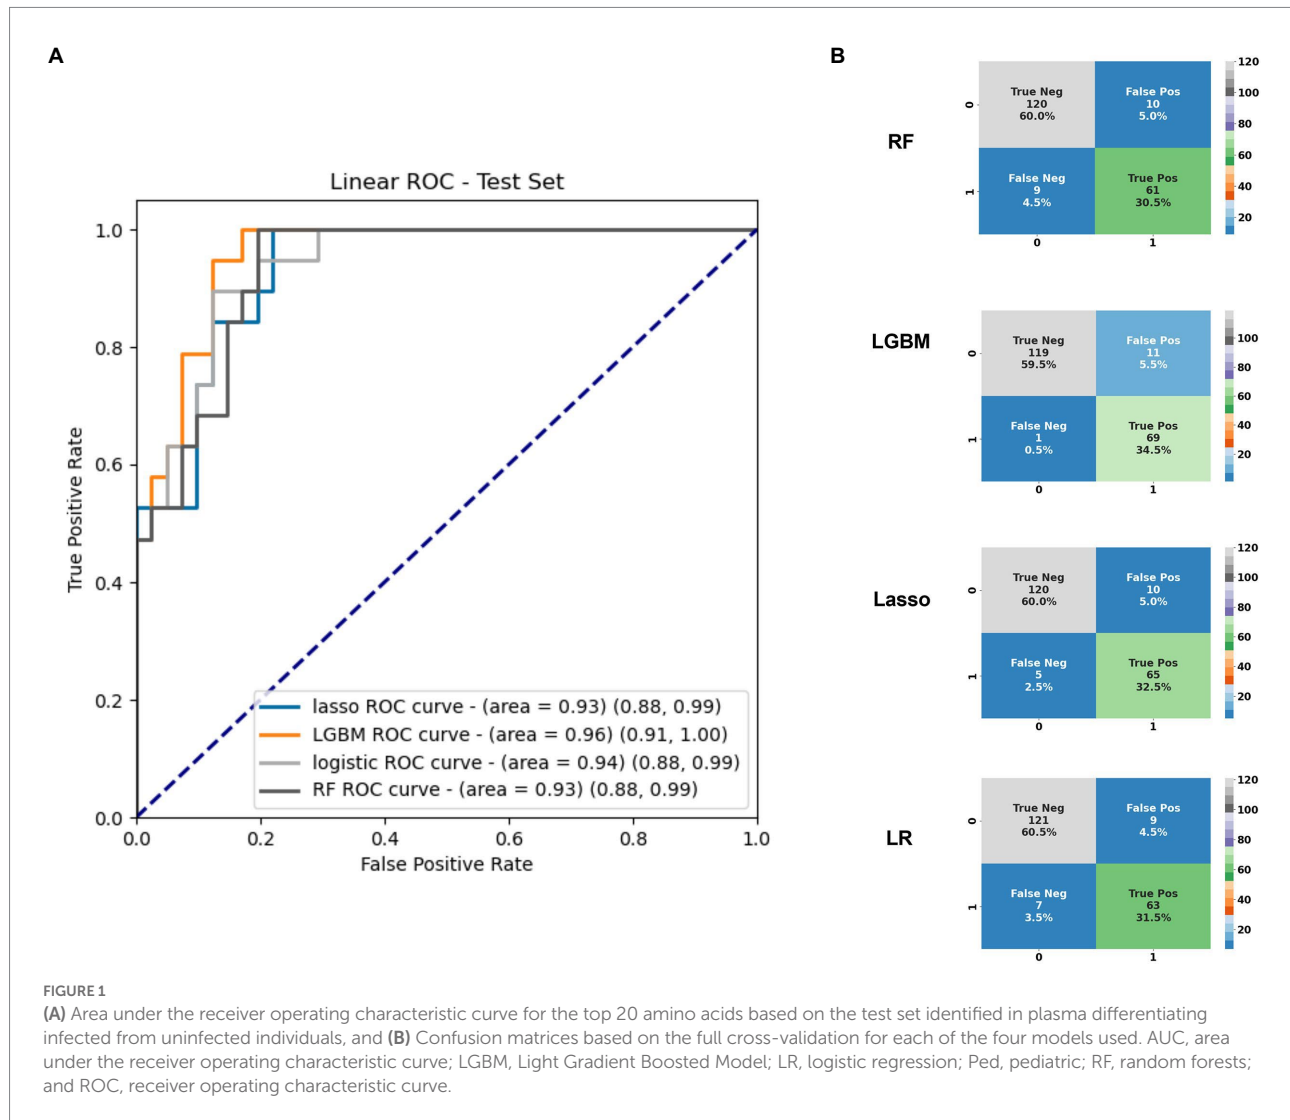 A
Linear ROC - Test Set
True Positive Rate
1.0
0.8
0.6
0.4
0.2
0.0
0.0 0.2 0.4 0.6 0.8 1.0
False Positive Rate
lasso ROC curve - (area = 0.93) (0.88, 0.99)
LGBM ROC curve - (area = 0.96) (0.91, 1.00)
logistic ROC curve - (area = 0.94) (0.88, 0.99)
RF ROC curve - (area = 0.93) (0.88, 0.99)
B
RF
0
True Neg
120
60.0%
False Pos
10
5.0%
1
False Neg
9
4.5%
True Pos
61
30.5%
0 1
120
100
80
60
40
20
LGBM
0
True Neg
119
59.5%
False Pos
11
5.5%
1
False Neg
1
0.5%
True Pos
69
34.5%
0 1
100
80
60
40
20
Lasso
0
True Neg
120
60.0%
False Pos
10
5.0%
1
False Neg
5
2.5%
True Pos
65
32.5%
0 1
120
100
80
60
40
20
LR
0
True Neg
121
60.5%
False Pos
9
4.5%
1
False Neg
7
3.5%
True Pos
63
31.5%
0 1
120
100
80
60
40
20
FIGURE 1
(A) Area under the receiver operating characteristic curve for the top 20 amino acids based on the test set identified in plasma differentiating
infected from uninfected individuals, and (B) Confusion matrices based on the full cross-validation for each of the four models used. AUC, area
under the receiver operating characteristic curve; LGBM, Light Gradient Boosted Model; LR, logistic regression; Ped, pediatric; RF, random forests;
and ROC, receiver operating characteristic curve.